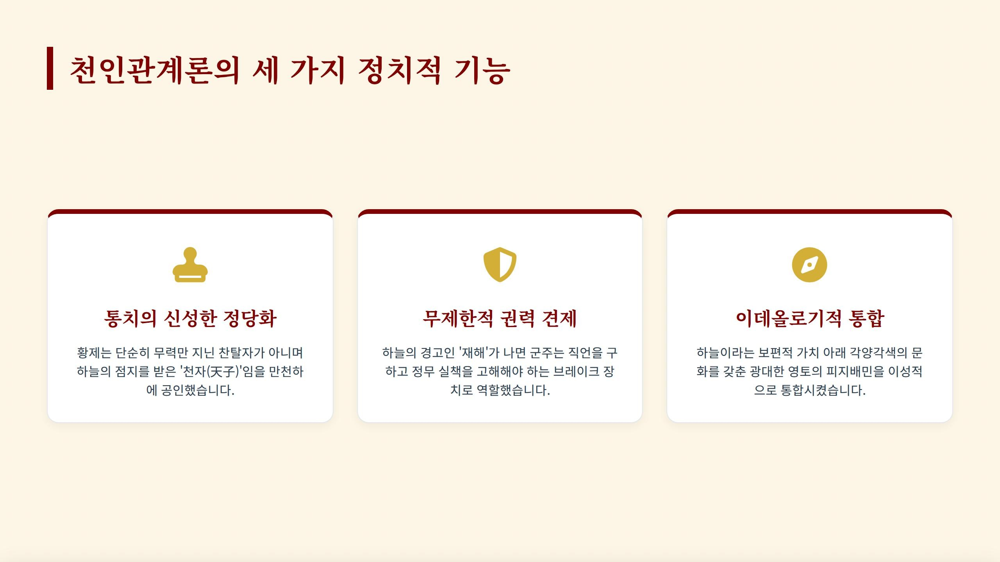 천인관계론의 세 가지 정치적 기능
통치의 신성한 정당화
황제는 단순히 무력만 지닌 찬탈자가 아니며
하늘의 점지를 받은 '천자(天子)'임을 만천하
에 공인했습니다.
무제한적 권력 견제
하늘의 경고인 '재해'가 나면 군주는 직언을 구
하고 정무 실책을 고해해야 하는 브레이크 장
치로 역할했습니다.
이데올로기적 통합
하늘이라는 보편적 가치 아래 각양각색의 문
화를 갖춘 광대한 영토의 피지배민을 이성적
으로 통합시켰습니다.